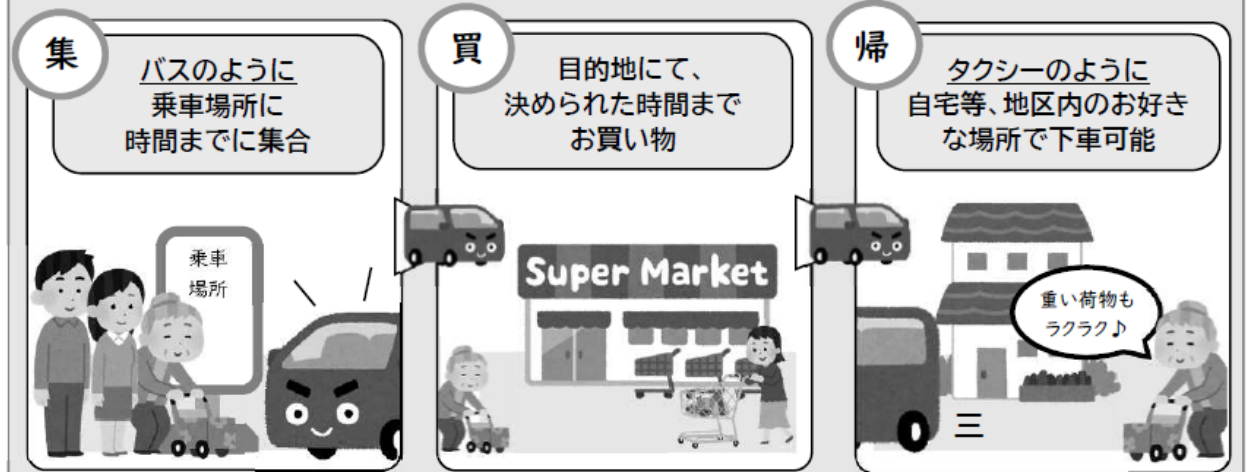 集
バスのように
乗車場所に
時間までに集合
乗車
場所
買
目的地にて、
決められた時間まで
お買い物
Super Market
帰
タクシーのように
自宅等、地区内のお好き
な場所で下車可能
重い荷物も
ラクラク♪